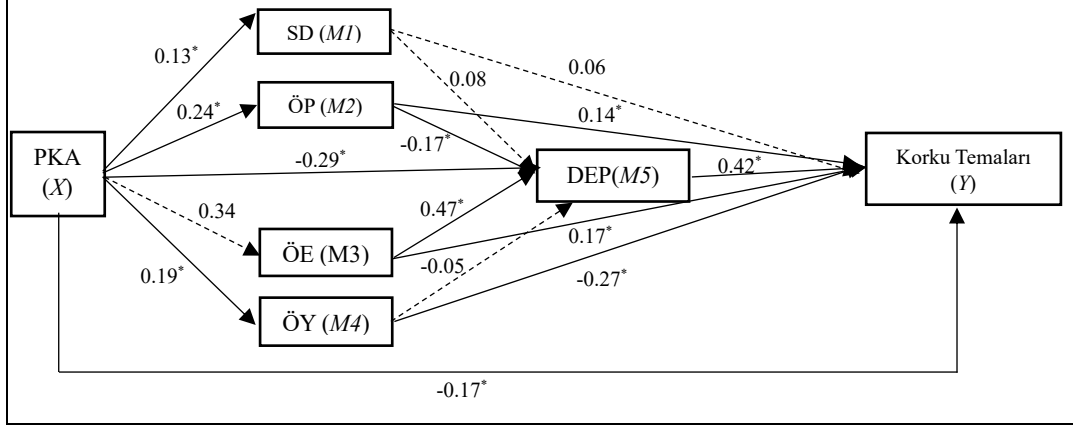 SD (M1)
0.13*
0.06
0.08
ÖP (M2)
0.24*
0.14*
-0.17*
PKA
(X)
-0.29*
DEP(M5)
0.42*
Korku Temaları
(Y)
0.34
0.47*
ÖE (M3)
0.17*
-0.05
0.19*
-0.27*
ÖY (M4)
-0.17*